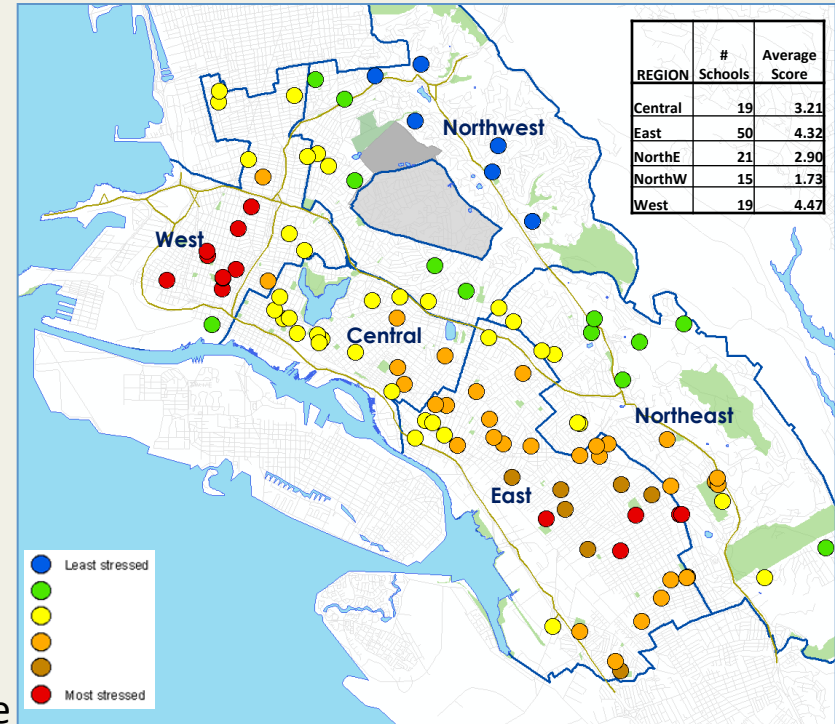 REGION # Schools Average Score
Central 19 3.21
East 50 4.32
NorthE 21 2.90
NorthW 15 1.73
West 19 4.47
Northwest
West
Central
Northeast
East
Least stressed
Most stressed
e